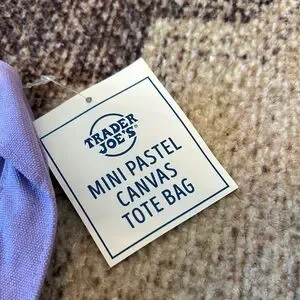 TRADER
JOE'S®
MINI PASTEL
CANVAS
TOTE BAG